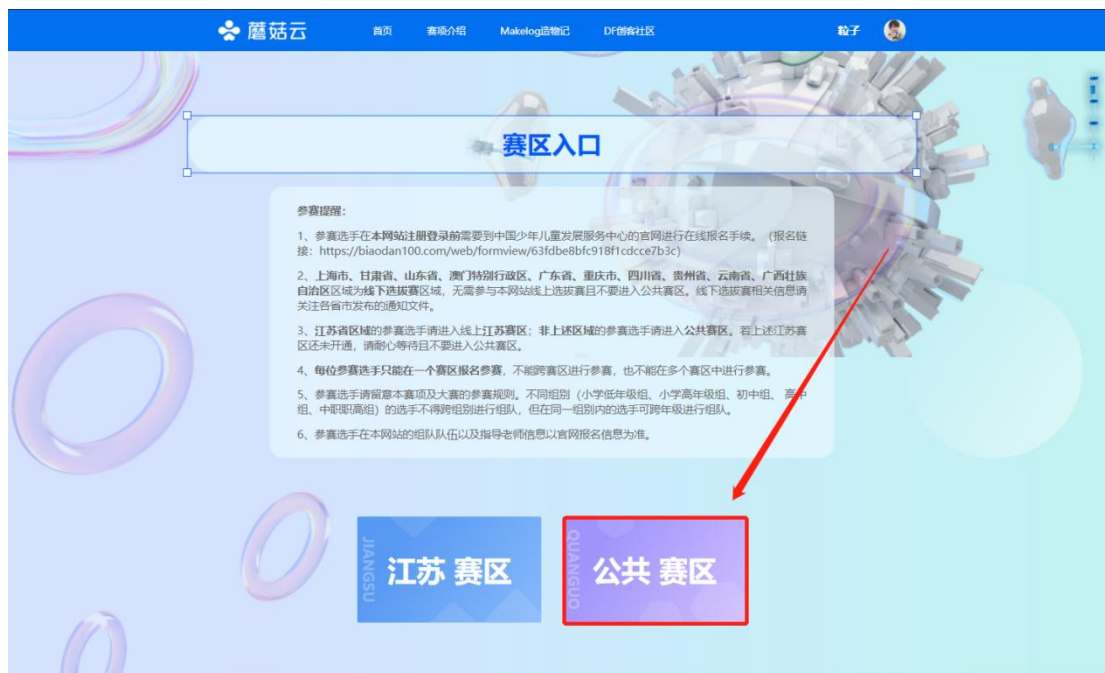 蘑菇云 首页 赛项介绍 Makelog造物记 DF创客社区 粒子
赛区入口
参赛提醒：
1、参赛选手在本网站注册登录前需要到中国少年儿童发展服务中心的官网进行在线报名手续。（报名链
接：https://biaodan100.com/web/formview/63fdbe8bfc918f1cdcce7b3c)
2、上海市、甘肃省、山东省、澳门特别行政区、广东省、重庆市、四川省、贵州省、云南省、广西壮族
自治区区域为线下选拔赛区域，无需参与本网站线上选拔赛且不要进入公共赛区。线下选拔赛相关信息请
关注各省市发布的通知文件。
3、江苏省区域的参赛选手请进入线上江苏赛区；非上述区域的参赛选手请进入公共赛区。若上述江苏赛
区还未开通，请耐心等待且不要进入公共赛区。
4、每位参赛选手只能在一个赛区报名参赛，不能跨赛区进行参赛，也不能在多个赛区中进行参赛。
5、参赛选手请留意本赛项及大赛的参赛规则。不同组别（小学低年级组、小学高年级组、初中组、 高中
组、中职职高组）的选手不得跨组别进行组队，但在同一组别内的选手可跨年级进行组队。
6、参赛选手在本网站的组队队伍以及指导老师信息以官网报名信息为准。
JIANGSU
江苏 赛区
QUANGUO
公共 赛区